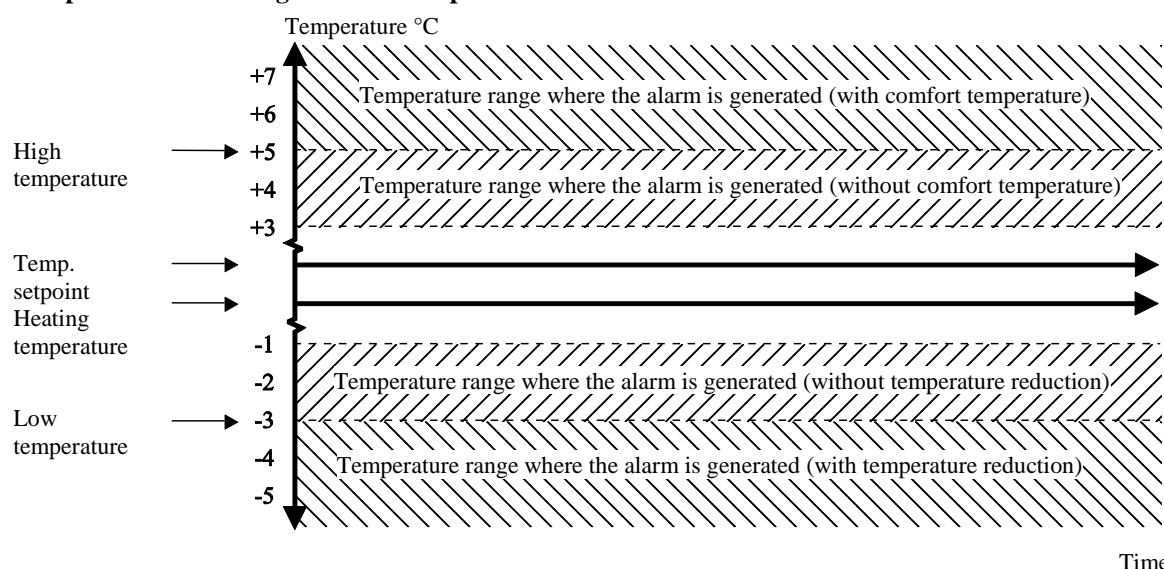 Temperature °C
+7
Temperature range where the alarm is generated (with comfort temperature)
+6
High
temperature
+5
+4
Temperature range where the alarm is generated (without comfort temperature)
+3
Temp.
setpoint
Heating
temperature
-1
-2
Temperature range where the alarm is generated (without temperature reduction)
Low
temperature
-3
-4
Temperature range where the alarm is generated (with temperature reduction)
-5
Time